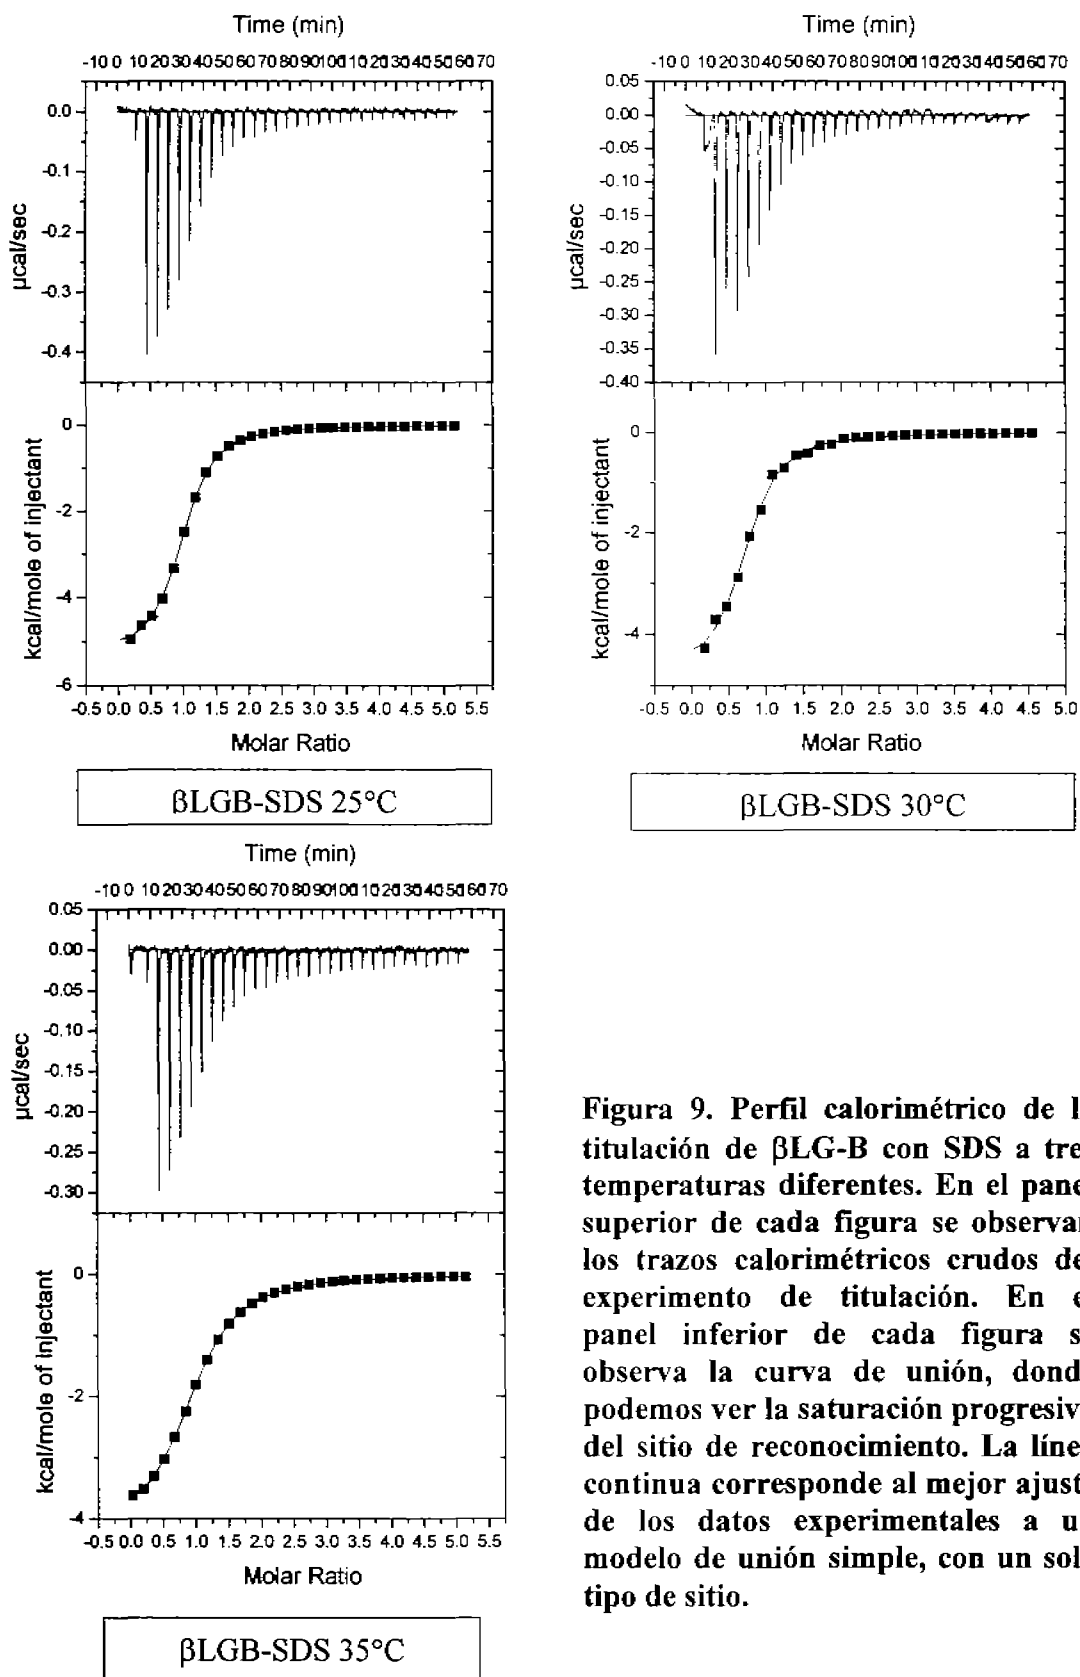 Time (min)
-10 0 10 20 30 40 50 60 70 80 90 100 110 120 130 140 150 160 170
0.0
-0.1
-0.2
-0.3
-0.4
µcal/sec
0
-2
-4
-6
kcal/mole of injectant
-0.5 0.0 0.5 1.0 1.5 2.0 2.5 3.0 3.5 4.0 4.5 5.0 5.5
Molar Ratio
βLGB-SDS 25°C
Time (min)
-10 0 10 20 30 40 50 60 70 80 90 100 110 120 130 140 150 160 170
0.05
0.00
-0.05
-0.10
-0.15
-0.20
-0.25
-0.30
-0.35
-0.40
µcal/sec
0
-2
-4
kcal/mole of injectant
-0.5 0.0 0.5 1.0 1.5 2.0 2.5 3.0 3.5 4.0 4.5 5.0
Molar Ratio
βLGB-SDS 30°C
Time (min)
-10 0 10 20 30 40 50 60 70 80 90 100 110 120 130 140 150 160 170
0.05
0.00
-0.05
-0.10
-0.15
-0.20
-0.25
-0.30
µcal/sec
0
-2
-4
kcal/mole of injectant
-0.5 0.0 0.5 1.0 1.5 2.0 2.5 3.0 3.5 4.0 4.5 5.0 5.5
Molar Ratio
βLGB-SDS 35°C
Figura 9. Perfil calorimétrico de l
titulación de βLG-B con SDS a tre
temperaturas diferentes. En el pane
superior de cada figura se observa
los trazos calorimétricos crudos de
experimento de titulación. En e
panel inferior de cada figura s
observa la curva de unión, dond
podemos ver la saturación progresiv
del sitio de reconocimiento. La líne
continua corresponde al mejor ajust
de los datos experimentales a u
modelo de unión simple, con un sol
tipo de sitio.